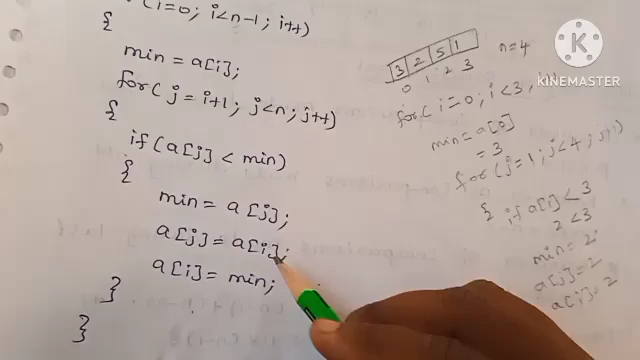 (i=0; i<n-1; i++)
{
min = a[i];
for( j = i+1; j<n; j++)
{
if (a[j] < min)
{
min = a[j];
a[j] = a[i];
a[i] = min;
}
}
3 2 5 1 n=4
0 1 2 3
for( i=0; i<3;
min=a[0]
= 3
for(j=1; j<4; j++)
{ if a[i] < 3
2 < 3
min = 2
a[j] = 2
a[i] = 2
KINEMASTER